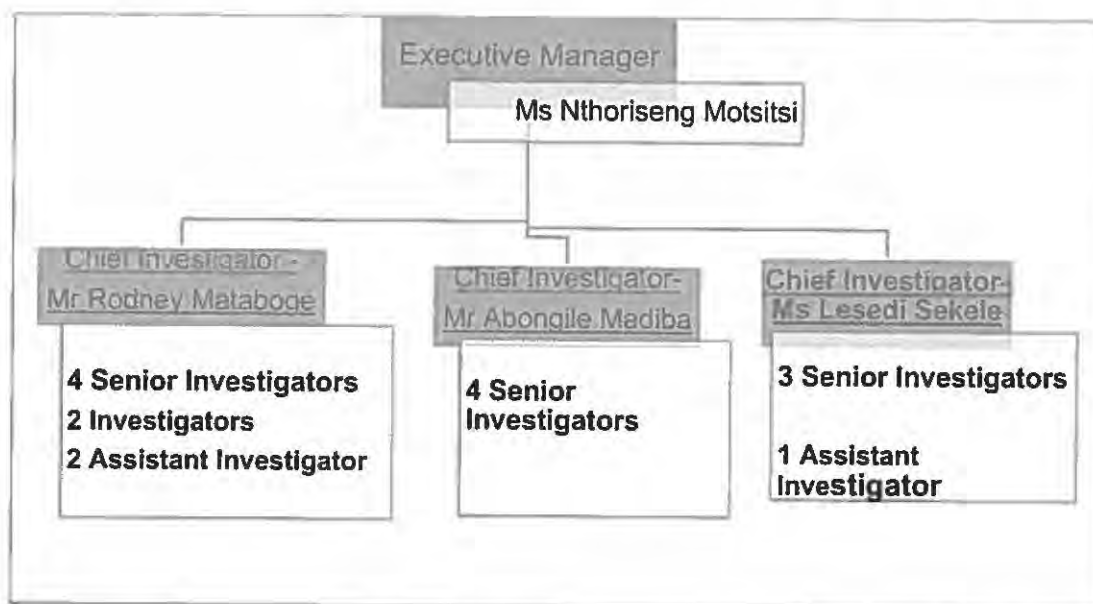 Executive Manager
Ms Nthoriseng Motsitsi
Chief Investigator -
Mr Rodney Mataboge
4 Senior Investigators
2 Investigators
2 Assistant Investigator
Chief Investigator-
Mr Abongile Madiba
4 Senior
Investigators
Chief Investigator-
Ms Lesedi Sekele
3 Senior Investigators
1 Assistant
Investigator